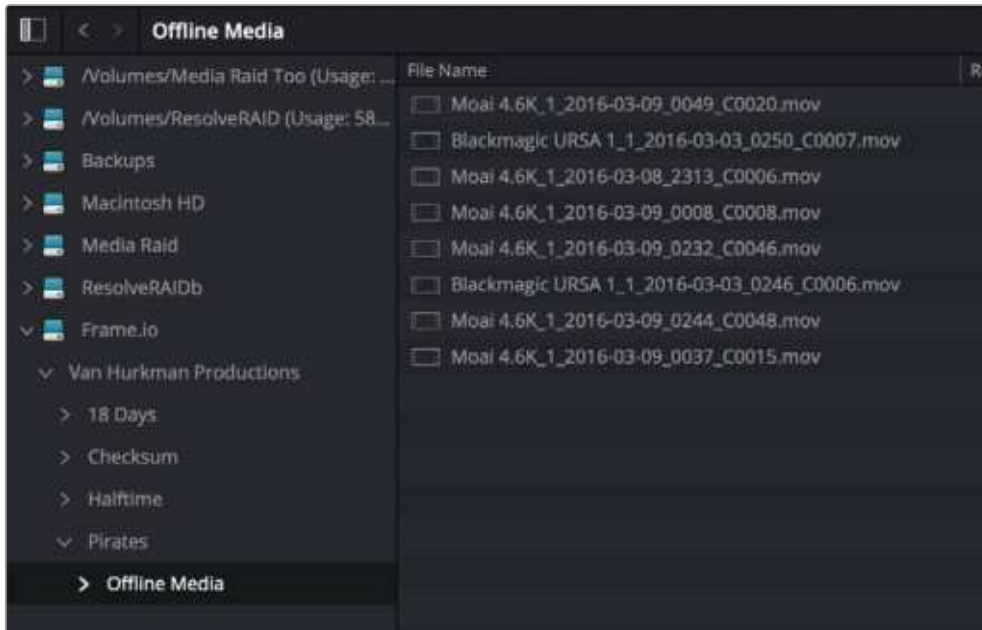 Offline Media
/Volumes/Media Raid Too (Usage: ...
/Volumes/ResolveRAID (Usage: 58...
Backups
Macintosh HD
Media Raid
ResolveRAIDb
Frame.io
Van Hurkman Productions
18 Days
Checksum
Halftime
Pirates
Offline Media
File Name R
Moai 4.6K_1_2016-03-09_0049_C0020.mov
Blackmagic URSA 1_1_2016-03-03_0250_C0007.mov
Moai 4.6K_1_2016-03-08_2313_C0006.mov
Moai 4.6K_1_2016-03-09_0008_C0008.mov
Moai 4.6K_1_2016-03-09_0232_C0046.mov
Blackmagic URSA 1_1_2016-03-03_0246_C0006.mov
Moai 4.6K_1_2016-03-09_0244_C0048.mov
Moai 4.6K_1_2016-03-09_0037_C0015.mov